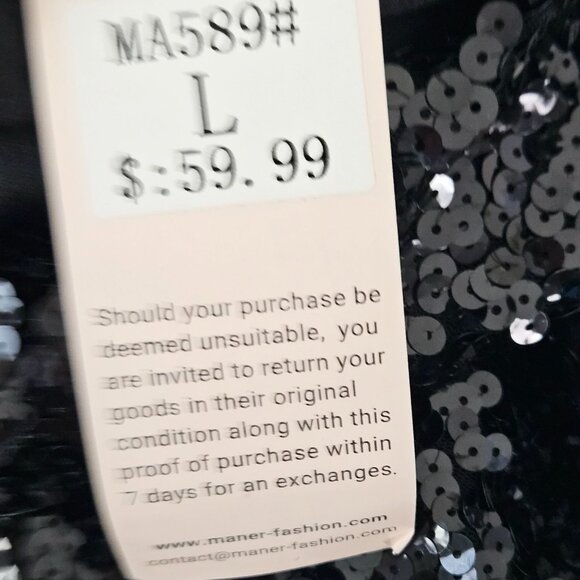 MA589#
L
$:59.99
Should your purchase be
deemed unsuitable, you
are invited to return your
goods in their original
condition along with this
proof of purchase within
7 days for an exchanges.
www.maner-fashion.com
contact@maner-fashion.com